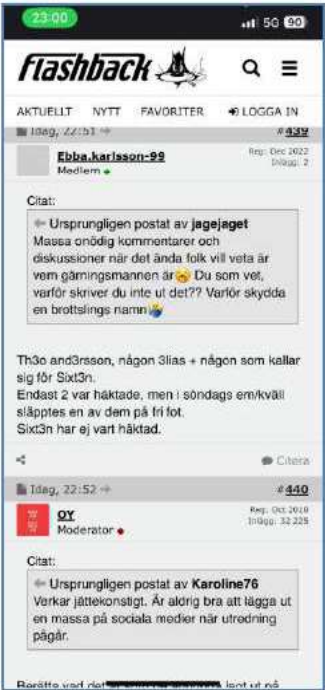 23:00
5G 90
flashback
AKTUELLT NYTT FAVORITER LOGGA IN
Idag, 22:51 #439
Ebba.karlsson-99
Medlem
Reg: Dec 2022
Inlägg: 2
Citat:
Ursprungligen postat av jagejaget
Massa onödig kommentarer och
diskussioner när det ända folk vill veta är
vem gärningsmannen är Du som vet,
varför skriver du inte ut det?? Varför skydda
en brottslings namn
Th3o and3rsson, någon 3lias + någon som kallar
sig för Sixt3n.
Endast 2 var häktade, men i söndags em/kväll
släpptes en av dem på fri fot.
Sixt3n har ej vart häktad.
Citera
Idag, 22:52 #440
OY
Moderator
Reg: Oct 2010
Inlägg: 32 225
Citat:
Ursprungligen postat av Karoline76
Verkar jättekonstigt. Är aldrig bra att lägga ut
en massa på sociala medier när utredning
pågår.
Berätta vad det lagt ut på